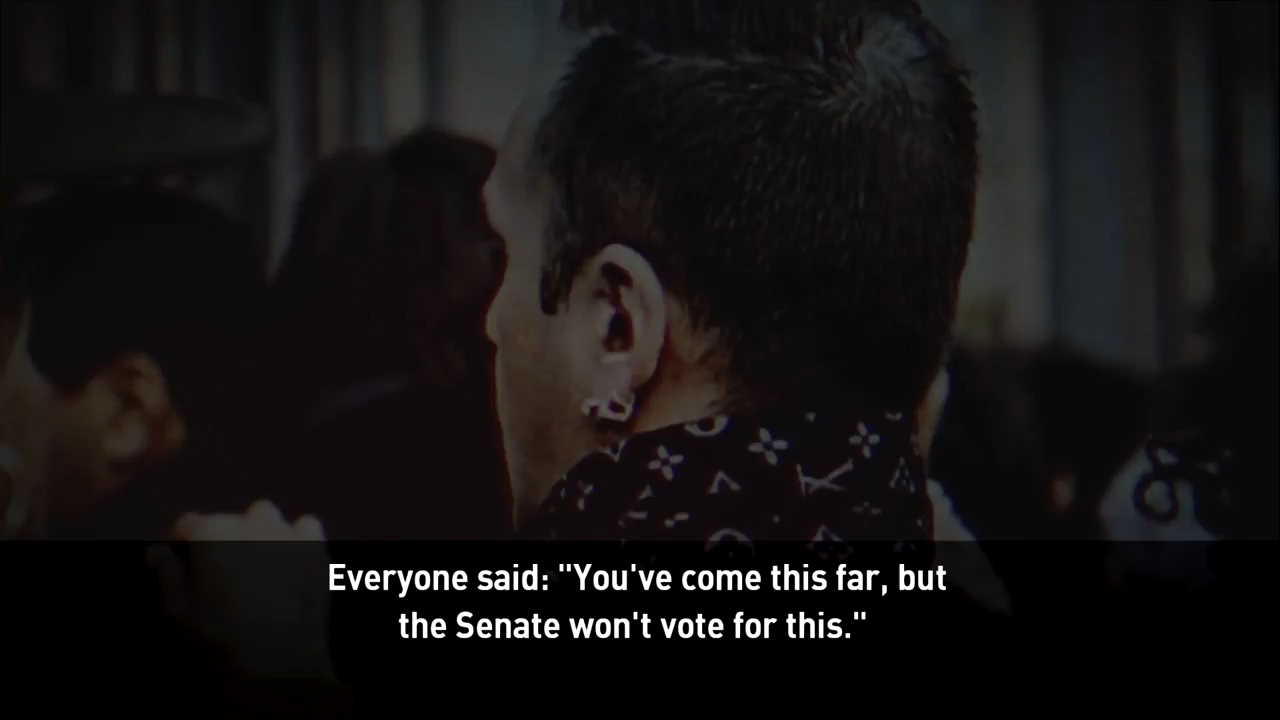 Everyone said: "You've come this far, but
the Senate won't vote for this."